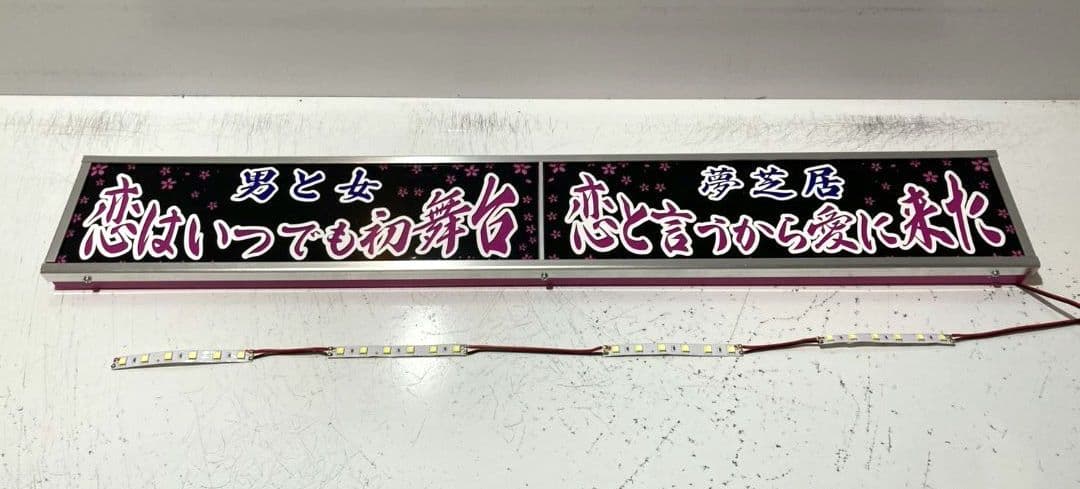 男と女
恋はいつでも初舞台
夢芝居
恋と言うから愛に来た